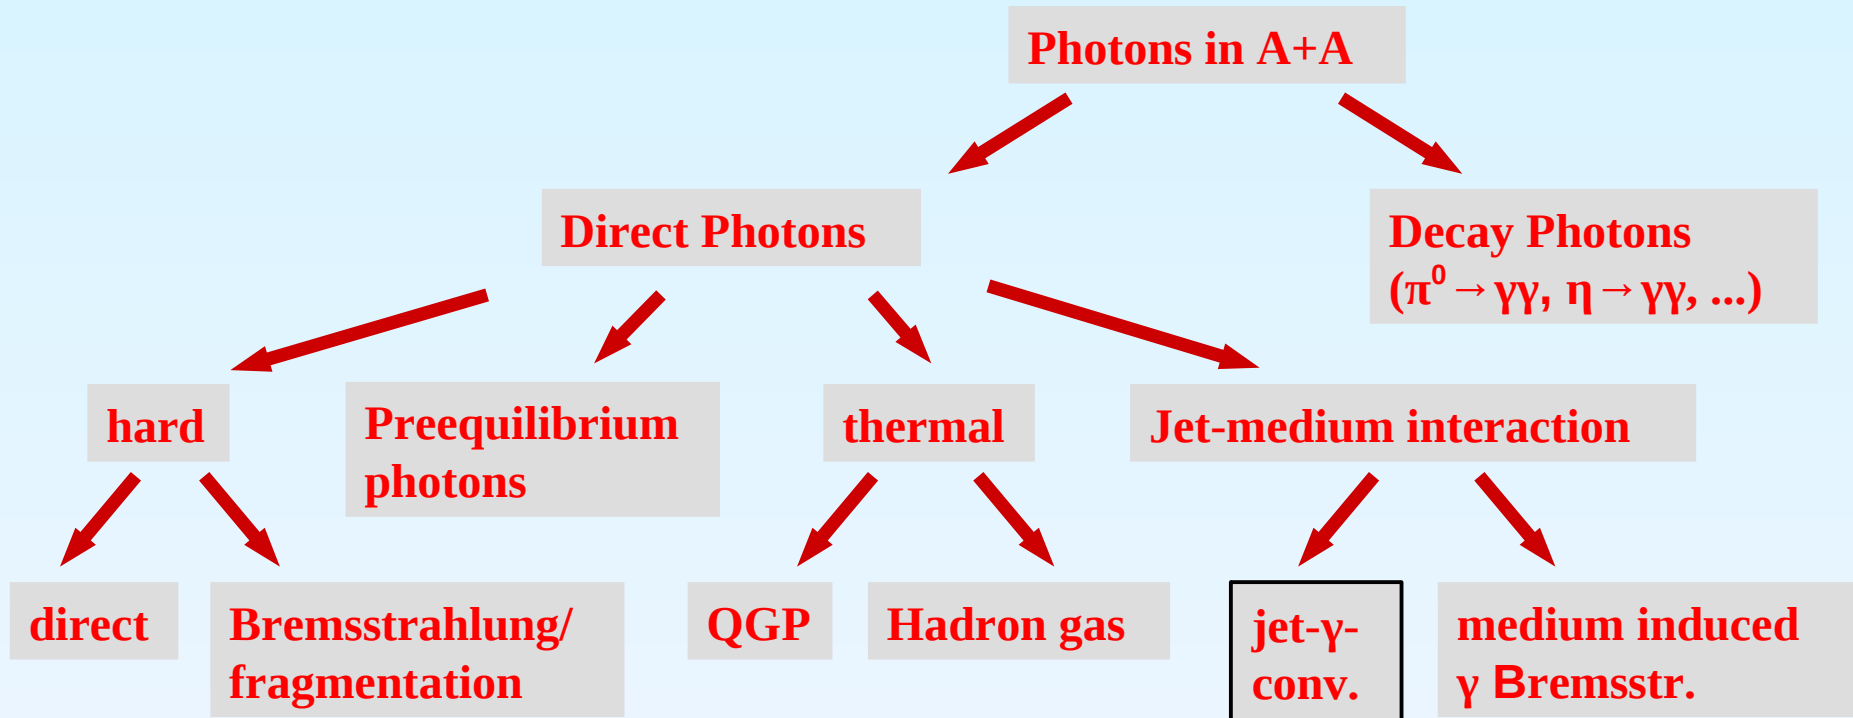 Photons in A+A
Direct Photons
Decay Photons
(π⁰→γγ, η→γγ, ...)
hard
Preequilibrium
photons
thermal
Jet-medium interaction
direct
Bremsstrahlung/
fragmentation
QGP
Hadron gas
jet-γ-
conv.
medium induced
γ Bremsstr.